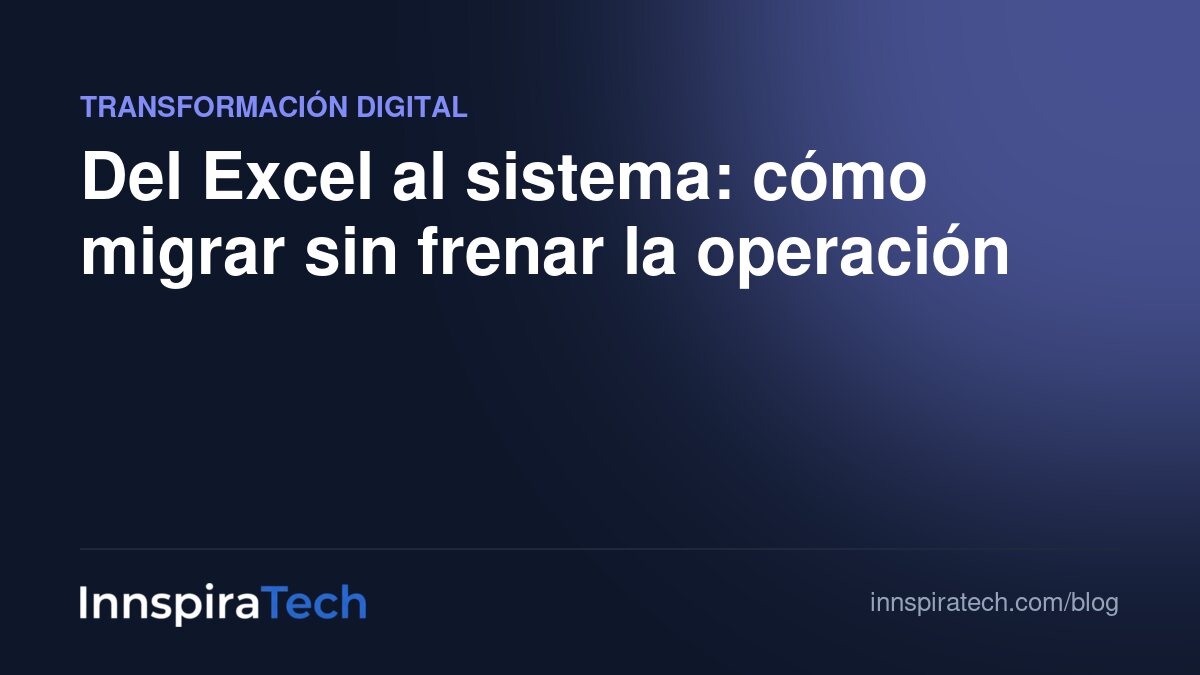 TRANSFORMACIÓN DIGITAL
Del Excel al sistema: cómo
migrar sin frenar la operación
InnspiraTech
innspiratech.com/blog